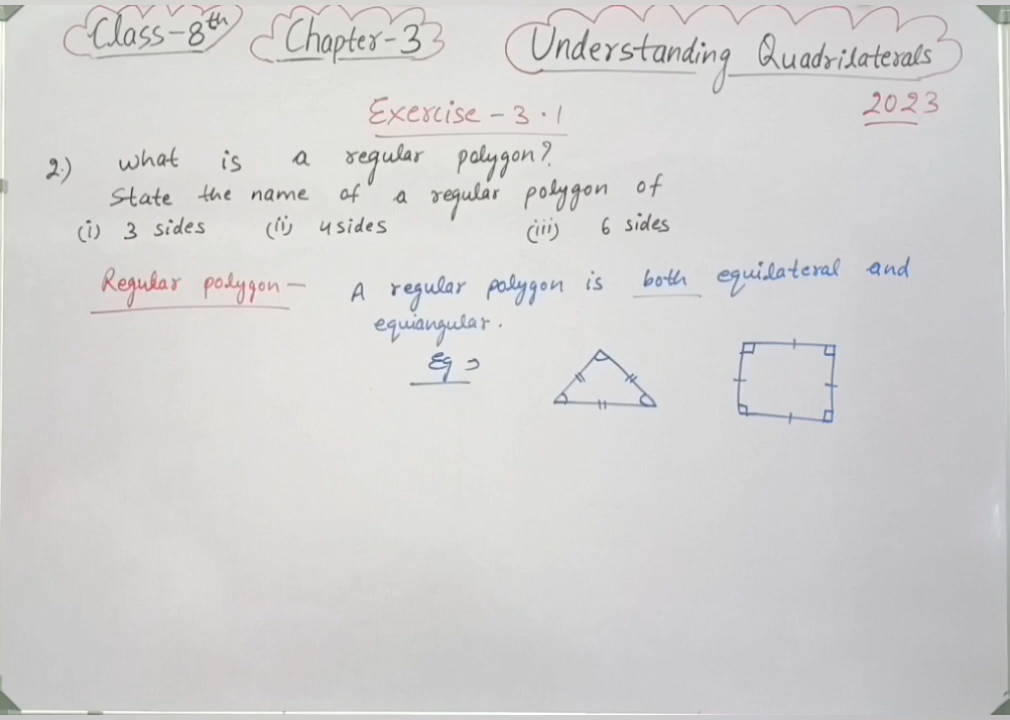 Class-8th Chapter-3 Understanding Quadrilaterals
Exercise - 3.1 2023
2.) what is a regular polygon?
State the name of a regular polygon of
(i) 3 sides (ii) 4 sides (iii) 6 sides
Regular polygon - A regular polygon is both equilateral and
equiangular.
Eg →